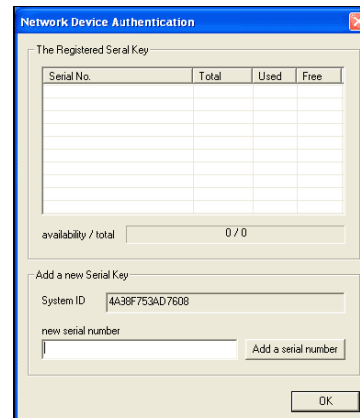 Network Device Authentication
The Registered Seral Key
Serial No. Total Used Free
availability / total 0 / 0
Add a new Serial Key
System ID 4A38F753AD7608
new serial number
Add a serial number
OK